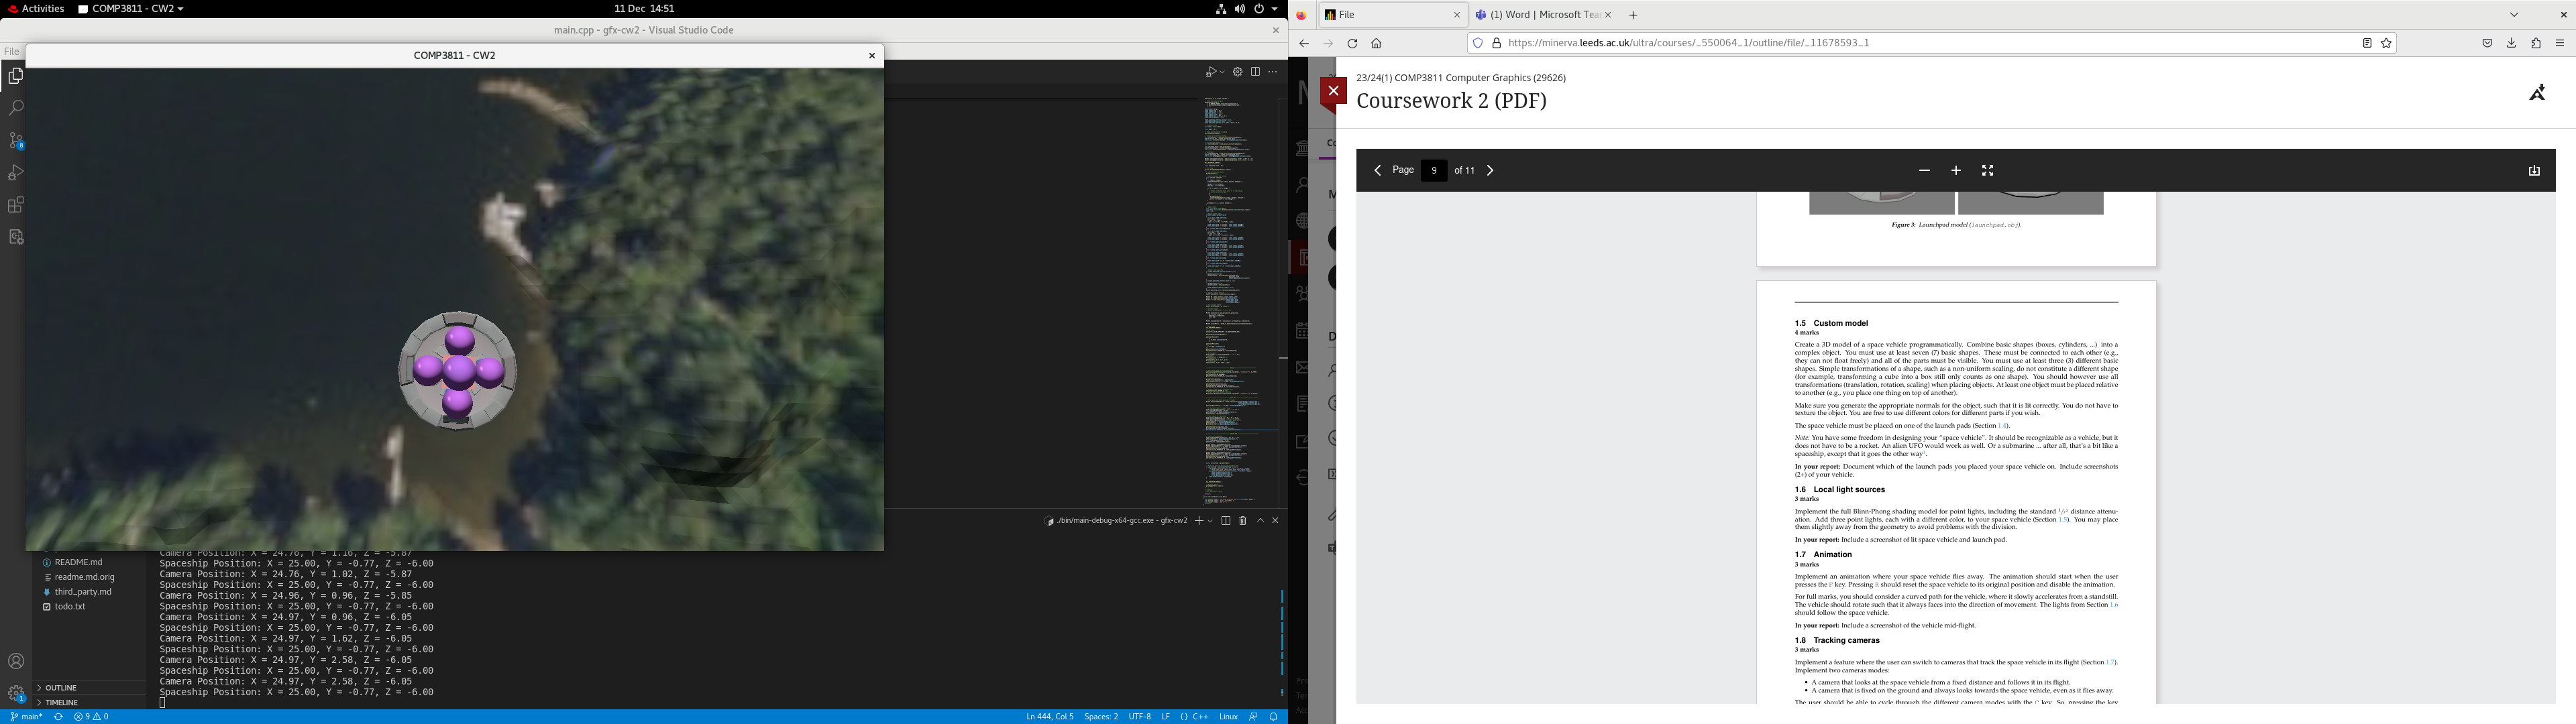 Activities
COMP3811 - CW2
11 Dec 14:51
main.cpp - gfx-cw2 - Visual Studio Code
File
COMP3811 - CW2
./bin/main-debug-x64-gcc.exe - gfx-cw2
Camera Position: X = 24.76, Y = 1.16, Z = -5.87
Spaceship Position: X = 25.00, Y = -0.77, Z = -6.00
Camera Position: X = 24.76, Y = 1.02, Z = -5.87
Spaceship Position: X = 25.00, Y = -0.77, Z = -6.00
Camera Position: X = 24.96, Y = 0.96, Z = -5.85
Spaceship Position: X = 25.00, Y = -0.77, Z = -6.00
Camera Position: X = 24.97, Y = 0.96, Z = -6.05
Spaceship Position: X = 25.00, Y = -0.77, Z = -6.00
Camera Position: X = 24.97, Y = 1.62, Z = -6.05
Spaceship Position: X = 25.00, Y = -0.77, Z = -6.00
Camera Position: X = 24.97, Y = 2.58, Z = -6.05
Spaceship Position: X = 25.00, Y = -0.77, Z = -6.00
Camera Position: X = 24.97, Y = 2.58, Z = -6.05
Spaceship Position: X = 25.00, Y = -0.77, Z = -6.00
README.md
readme.md.orig
third_party.md
todo.txt
OUTLINE
TIMELINE
main*
9 0
Ln 444, Col 5
Spaces: 2
UTF-8
LF
{} C++
Linux
File
(1) Word | Microsoft Tea
https://minerva.leeds.ac.uk/ultra/courses/_550064_1/outline/file/_11678593_1
23/24(1) COMP3811 Computer Graphics (29626)
Coursework 2 (PDF)
Page 9 of 11
Figure 3: Launchpad model (launchpad.obj).
1.5 Custom model
4 marks
Create a 3D model of a space vehicle programmatically. Combine basic shapes (boxes, cylinders, ...) into a
complex object. You must use at least seven (7) basic shapes. These must be connected to each other (e.g.,
they can not float freely) and all of the parts must be visible. You must use at least three (3) different basic
shapes. Simple transformations of a shape, such as a non-uniform scaling, do not constitute a different shape
(for example, transforming a cube into a box still only counts as one shape). You should however use all
transformations (translation, rotation, scaling) when placing objects. At least one object must be placed relative
to another (e.g., you place one thing on top of another).
Make sure you generate the appropriate normals for the object, such that it is lit correctly. You do not have to
texture the object. You are free to use different colors for different parts if you wish.
The space vehicle must be placed on one of the launch pads (Section 1.4).
Note: You have some freedom in designing your "space vehicle". It should be recognizable as a vehicle, but it
does not have to be a rocket. An alien UFO would work as well. Or a submarine ... after all, that's a bit like a
spaceship, except that it goes the other way¹.
In your report: Document which of the launch pads you placed your space vehicle on. Include screenshots
(2+) of your vehicle.
1.6 Local light sources
3 marks
Implement the full Blinn-Phong shading model for point lights, including the standard 1/r² distance attenu-
ation. Add three point lights, each with a different color, to your space vehicle (Section 1.5). You may place
them slightly away from the geometry to avoid problems with the division.
In your report: Include a screenshot of lit space vehicle and launch pad.
1.7 Animation
3 marks
Implement an animation where your space vehicle flies away. The animation should start when the user
presses the F key. Pressing R should reset the space vehicle to its original position and disable the animation.
For full marks, you should consider a curved path for the vehicle, where it slowly accelerates from a standstill.
The vehicle should rotate such that it always faces into the direction of movement. The lights from Section 1.6
should follow the space vehicle.
In your report: Include a screenshot of the vehicle mid-flight.
1.8 Tracking cameras
3 marks
Implement a feature where the user can switch to cameras that track the space vehicle in its flight (Section 1.7).
Implement two cameras modes:
• A camera that looks at the space vehicle from a fixed distance and follows it in its flight.
• A camera that is fixed on the ground and always looks towards the space vehicle, even as it flies away.
The user should be able to cycle through the different camera modes with the C key. So, pressing the key